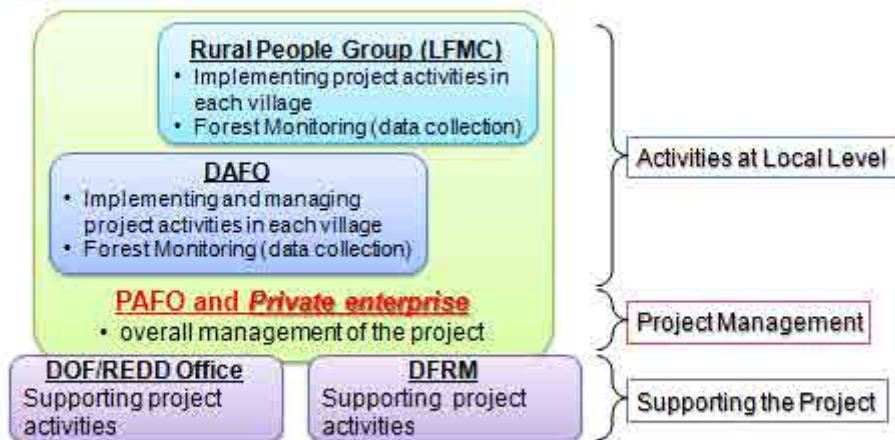 Rural People Group (LFMC)
• Implementing project activities in
each village
• Forest Monitoring (data collection)
DAFO
• Implementing and managing
project activities in each village
• Forest Monitoring (data collection)
PAFO and Private enterprise
• overall management of the project
DOF/REDD Office
Supporting project
activities
DFRM
Supporting project
activities
Activities at Local Level
Project Management
Supporting the Project